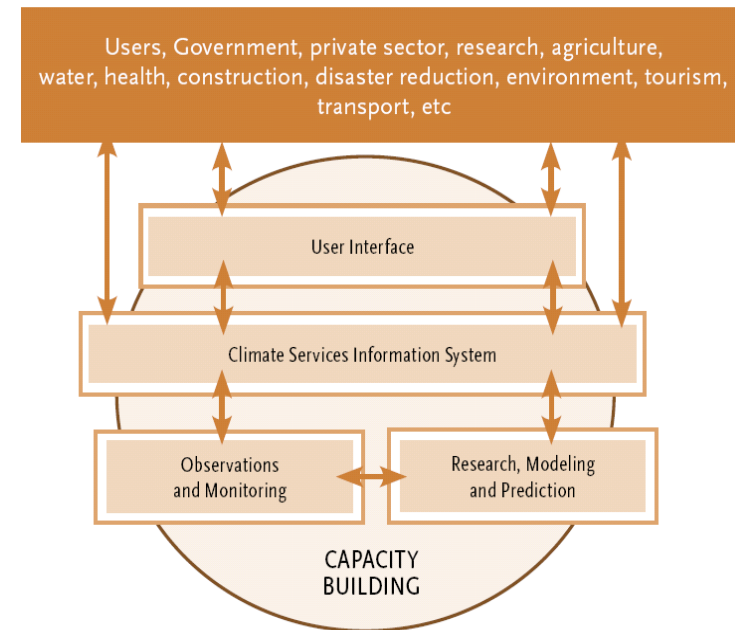 Users, Government, private sector, research, agriculture,
water, health, construction, disaster reduction, environment, tourism,
transport, etc
User Interface
Climate Services Information System
Observations
and Monitoring
Research, Modeling
and Prediction
CAPACITY
BUILDING